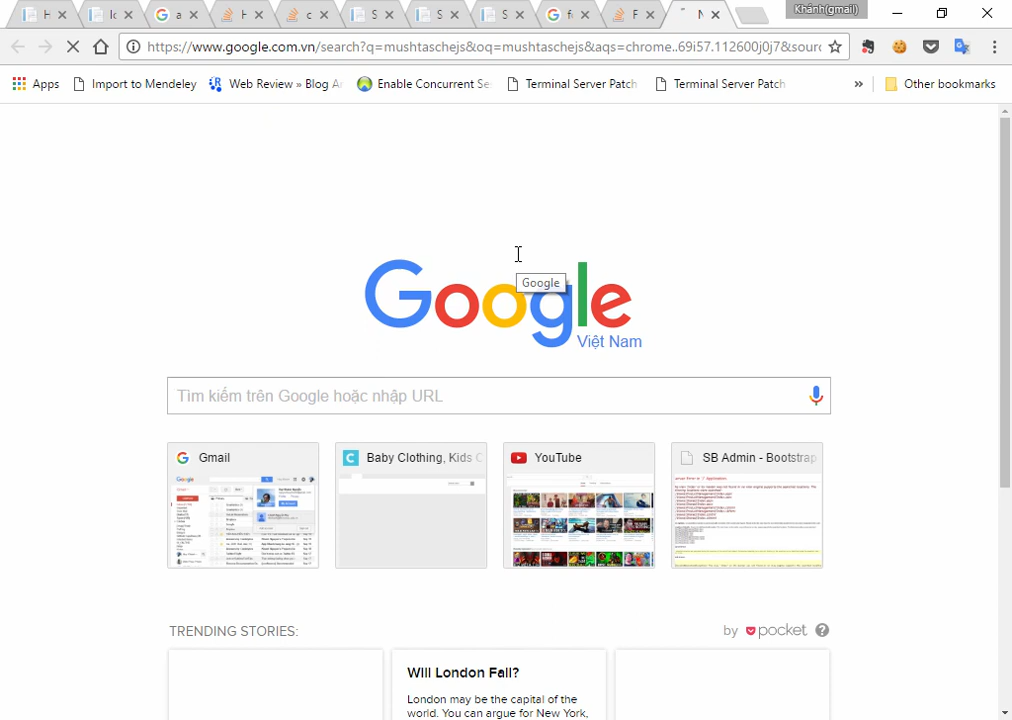 Khánh(gmail)
https://www.google.com.vn/search?q=mushtaschejs&oq=mushtaschejs&aqs=chrome..69i57.112600j0j7&sourc
Apps Import to Mendeley Web Review » Blog Enable Concurrent Se Terminal Server Patch Terminal Server Patch » Other bookmarks
Google
Google
Việt Nam
Tìm kiếm trên Google hoặc nhập URL
Gmail Baby Clothing, Kids YouTube SB Admin - Bootstrap
TRENDING STORIES: by pocket ?
Will London Fall?
London may be the capital of the
world. You can argue for New York,